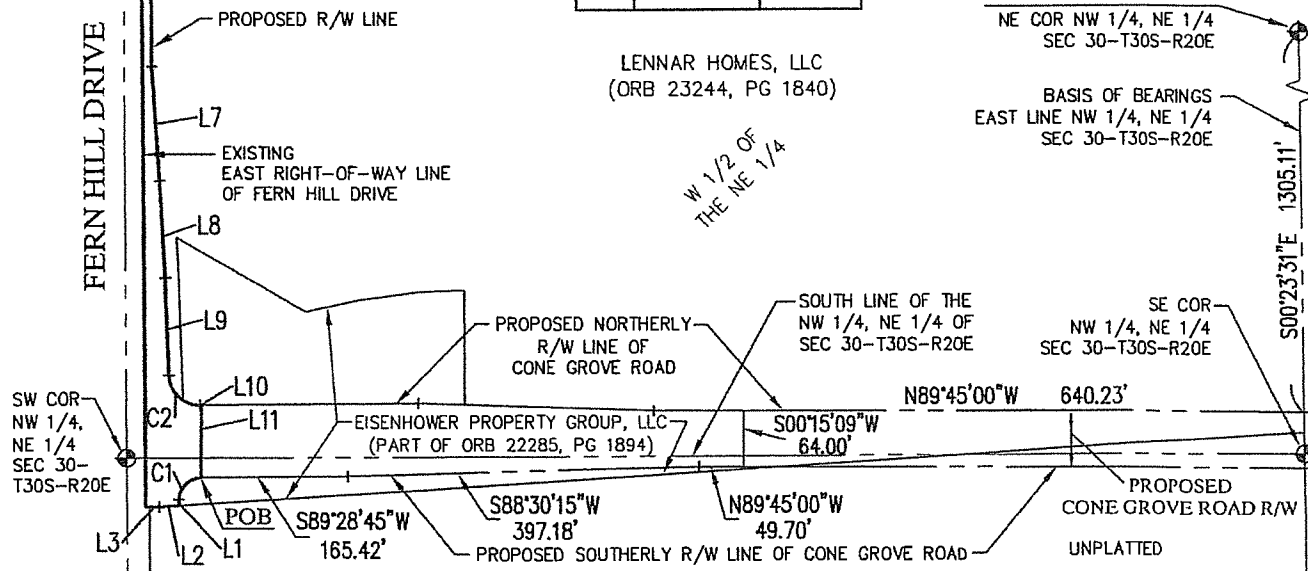 PROPOSED R/W LINE
FERN HILL DRIVE
L7
EXISTING
EAST RIGHT-OF-WAY LINE
OF FERN HILL DRIVE
L8
L9
LENNAR HOMES, LLC
(ORB 23244, PG 1840)
W 1/2 OF
THE NE 1/4
NE COR NW 1/4, NE 1/4
SEC 30-T30S-R20E
BASIS OF BEARINGS
EAST LINE NW 1/4, NE 1/4
SEC 30-T30S-R20E
S00°23'31"E 1305.11'
PROPOSED NORTHERLY
R/W LINE OF
CONE GROVE ROAD
SOUTH LINE OF THE
NW 1/4, NE 1/4 OF
SEC 30-T30S-R20E
SE COR
NW 1/4, NE 1/4
SEC 30-T30S-R20E
N89°45'00"W 640.23'
SW COR
NW 1/4,
NE 1/4
SEC 30-
T30S-R20E
L10
C2
L11
EISENHOWER PROPERTY GROUP, LLC
(PART OF ORB 22285, PG 1894)
S00°15'09"W
64.00'
C1
POB
L3
L2
L1
S89°28'45"W
165.42'
S88°30'15"W
397.18'
N89°45'00"W
49.70'
PROPOSED
CONE GROVE ROAD R/W
PROPOSED SOUTHERLY R/W LINE OF CONE GROVE ROAD
UNPLATTED